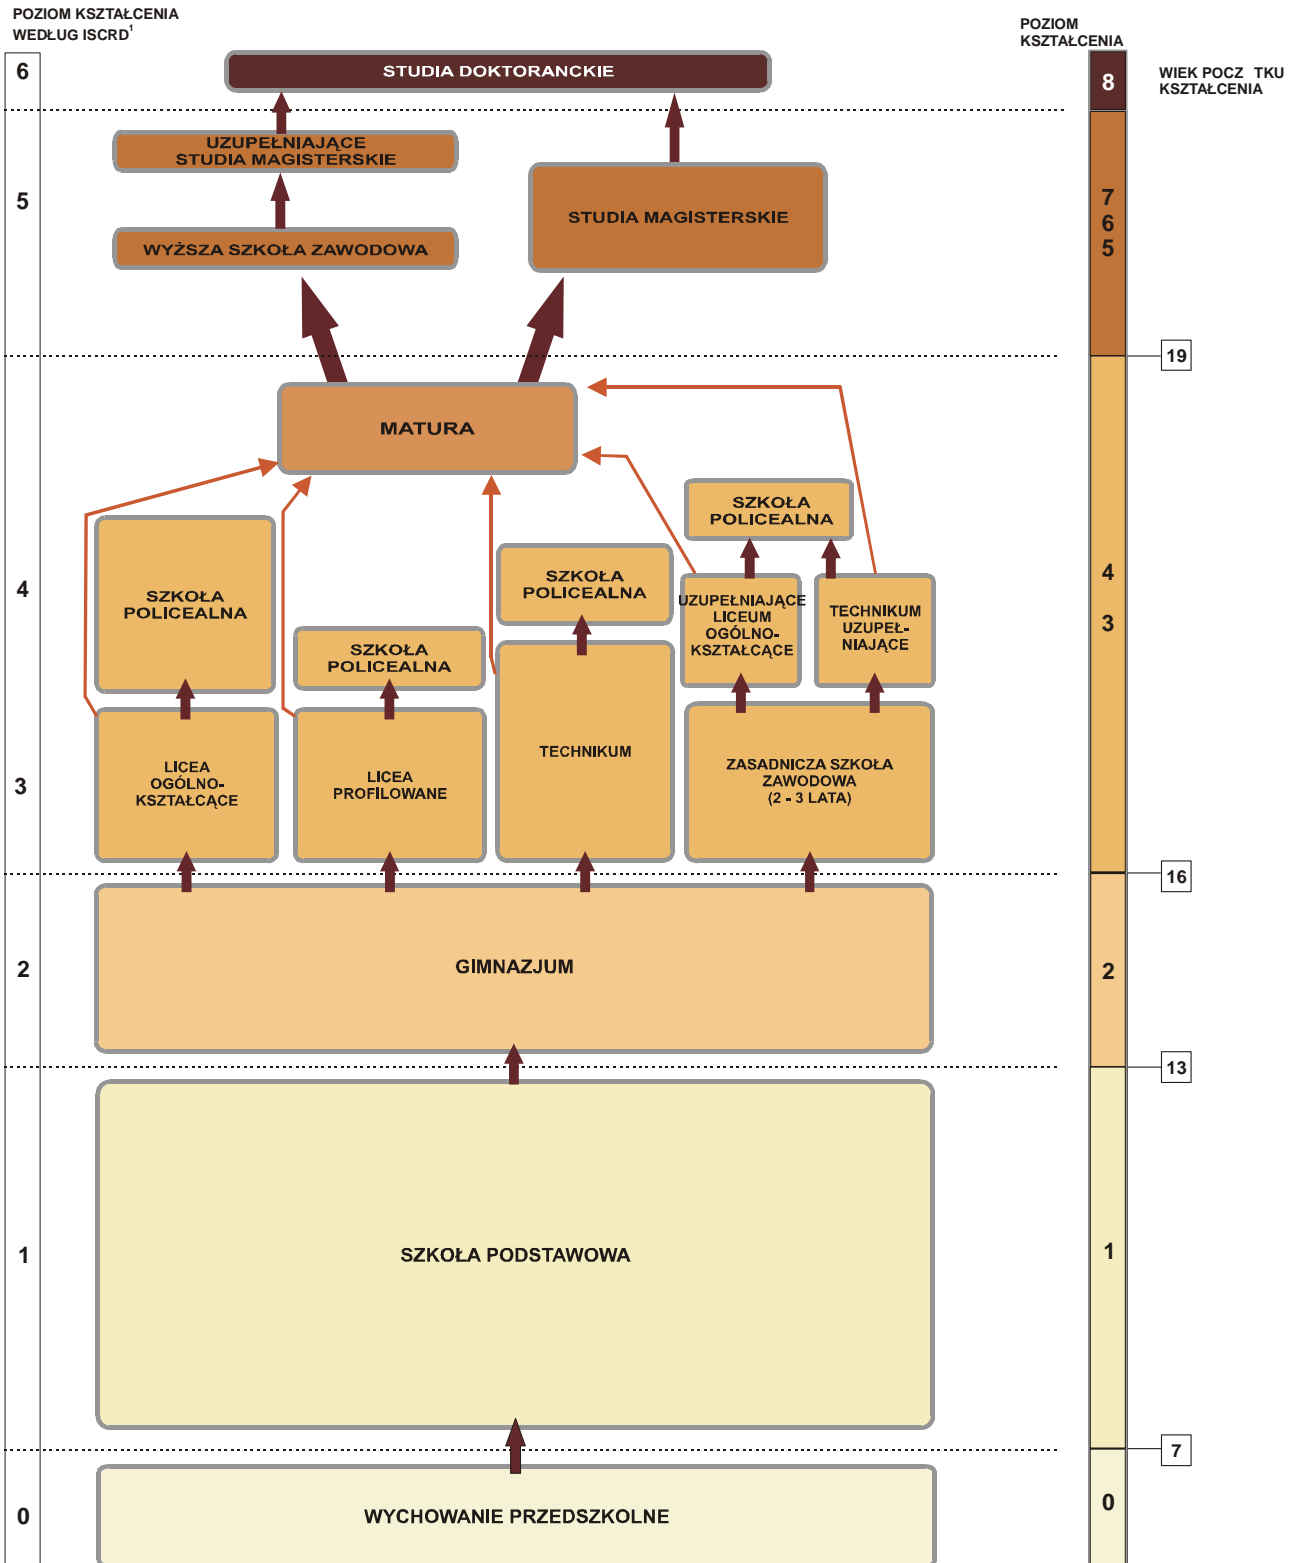 POZIOM KSZTAŁCENIA
WEDŁUG ISCRD¹
POZIOM
KSZTAŁCENIA
WIEK POCZ TKU
KSZTAŁCENIA
6
STUDIA DOKTORANCKIE
8
UZUPEŁNIAJĄCE
STUDIA MAGISTERSKIE
5
STUDIA MAGISTERSKIE
7
6
5
WYŻSZA SZKOŁA ZAWODOWA
19
MATURA
4
SZKOŁA
POLICEALNA
SZKOŁA
POLICEALNA
SZKOŁA
POLICEALNA
SZKOŁA
POLICEALNA
UZUPEŁNIAJĄCE
LICEUM
OGÓLNO-
KSZTAŁCĄCE
TECHNIKUM
UZUPEŁ-
NIAJĄCE
4
3
3
LICEA
OGÓLNO-
KSZTAŁCĄCE
LICEA
PROFILOWANE
TECHNIKUM
ZASADNICZA SZKOŁA
ZAWODOWA
(2 - 3 LATA)
16
2
GIMNAZJUM
2
13
1
SZKOŁA PODSTAWOWA
1
7
0
WYCHOWANIE PRZEDSZKOLNE
0